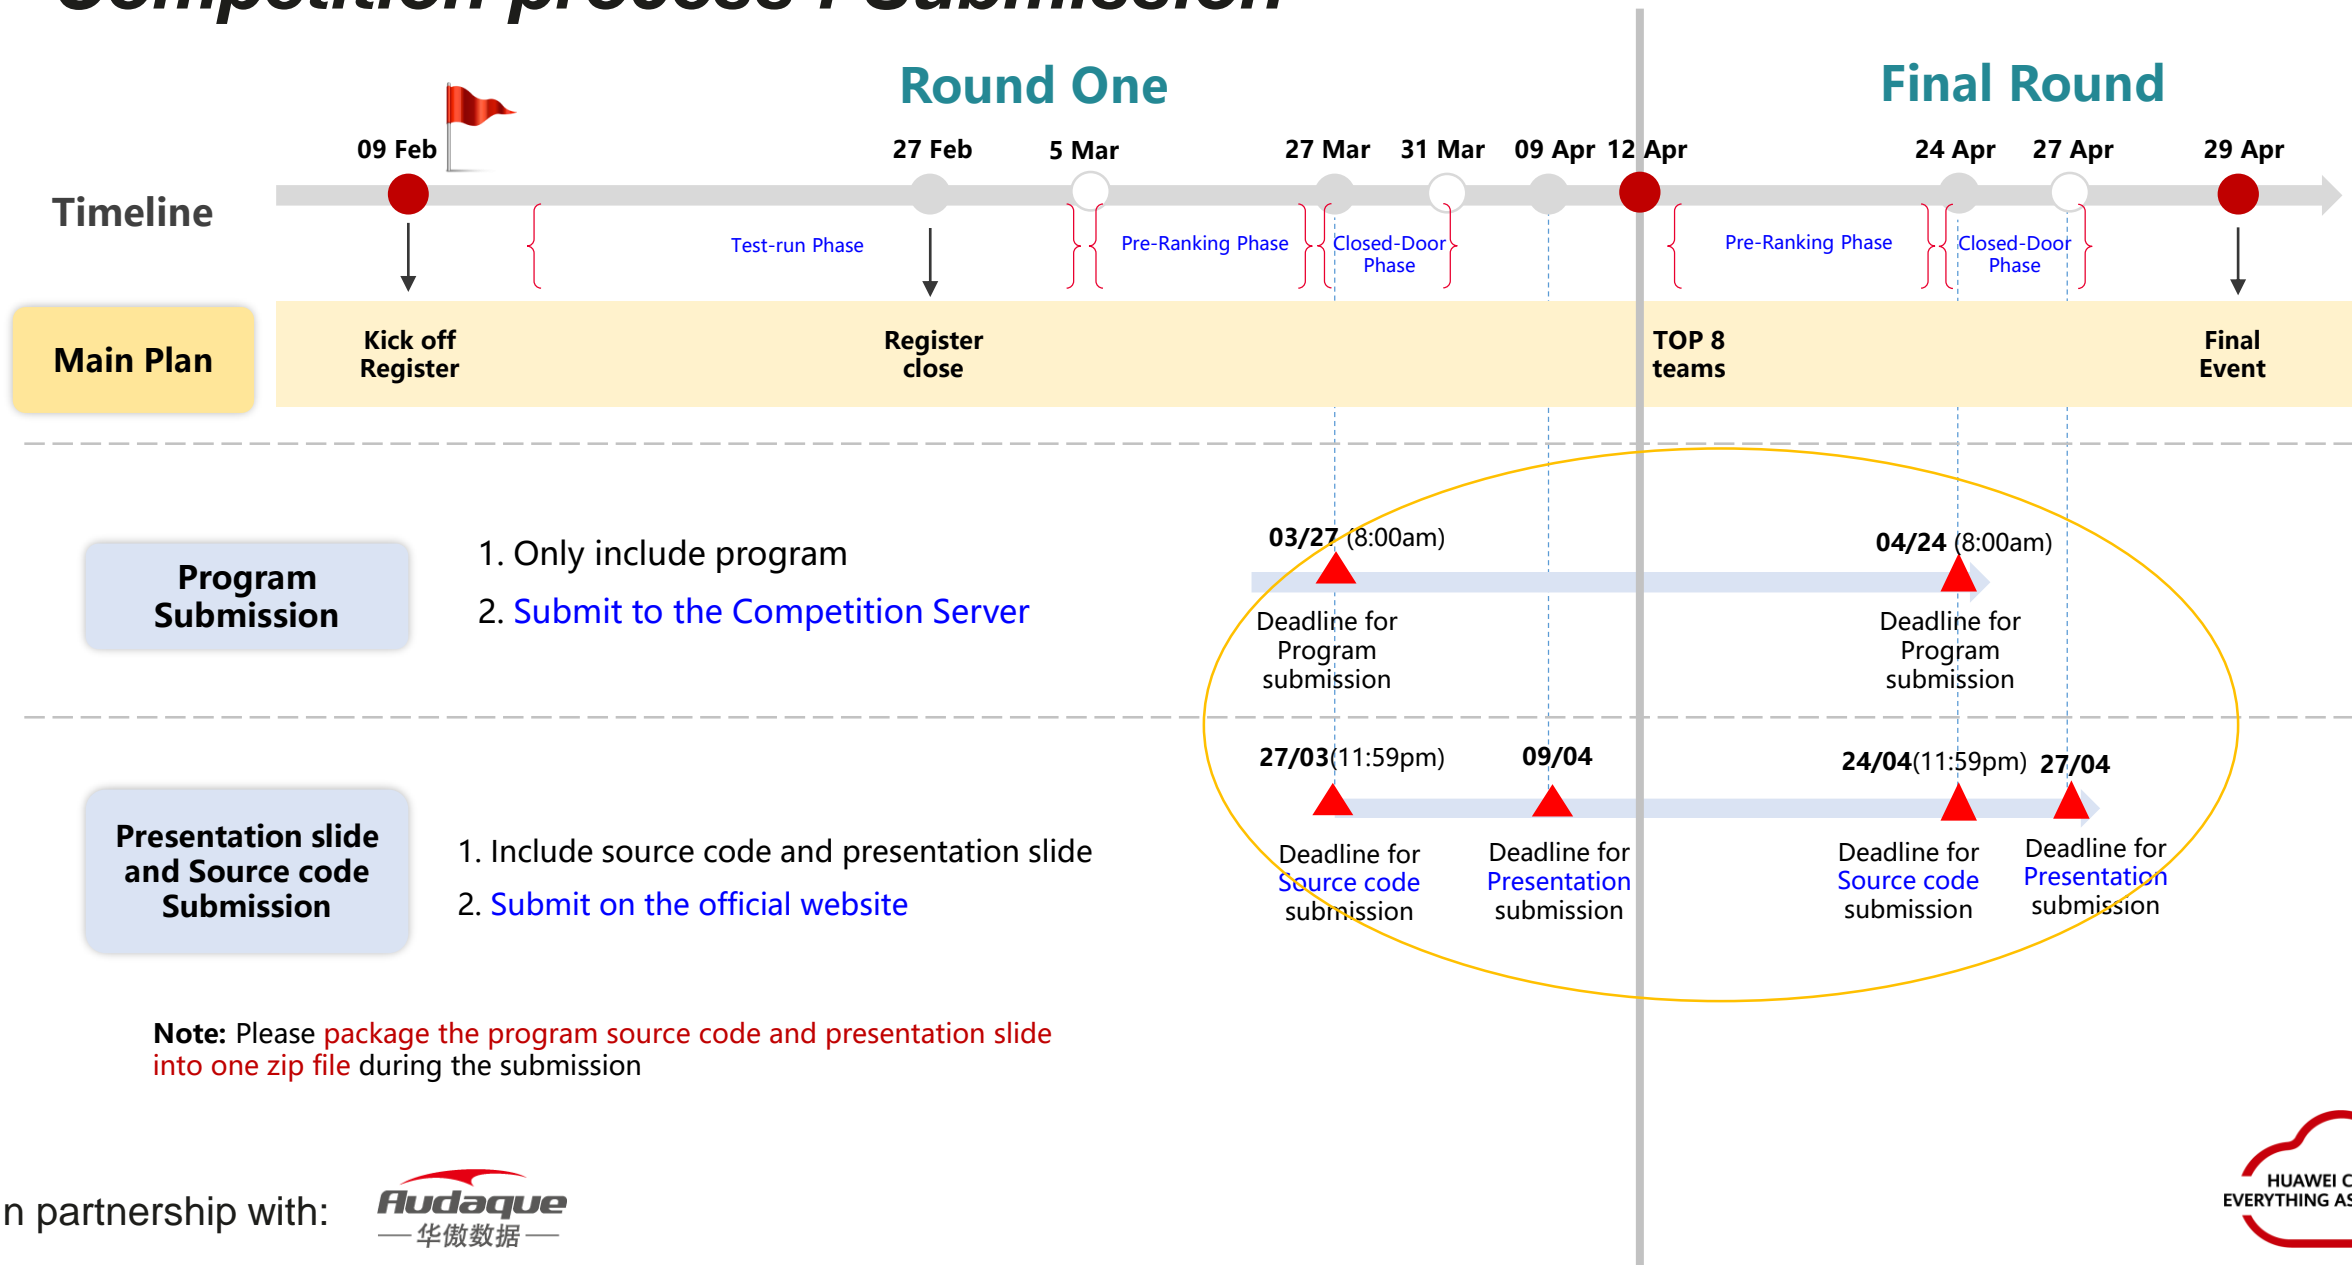 Competition process : Submission
Round One
Final Round
09 Feb
27 Feb
5 Mar
27 Mar
31 Mar
09 Apr
12 Apr
24 Apr
27 Apr
29 Apr
Timeline
Test-run Phase
Pre-Ranking Phase
Closed-Door
Phase
Pre-Ranking Phase
Closed-Door
Phase
Main Plan
Kick off
Register
Register
close
TOP 8
teams
Final
Event
Program
Submission
1. Only include program
2. Submit to the Competition Server
03/27 (8:00am)
Deadline for
Program
submission
04/24 (8:00am)
Deadline for
Program
submission
Presentation slide
and Source code
Submission
1. Include source code and presentation slide
2. Submit on the official website
27/03(11:59pm)
Deadline for
Source code
submission
09/04
Deadline for
Presentation
submission
24/04(11:59pm)
Deadline for
Source code
submission
27/04
Deadline for
Presentation
submission
Note: Please package the program source code and presentation slide
into one zip file during the submission
n partnership with:
Audaque
华傲数据
HUAWEI C
EVERYTHING AS